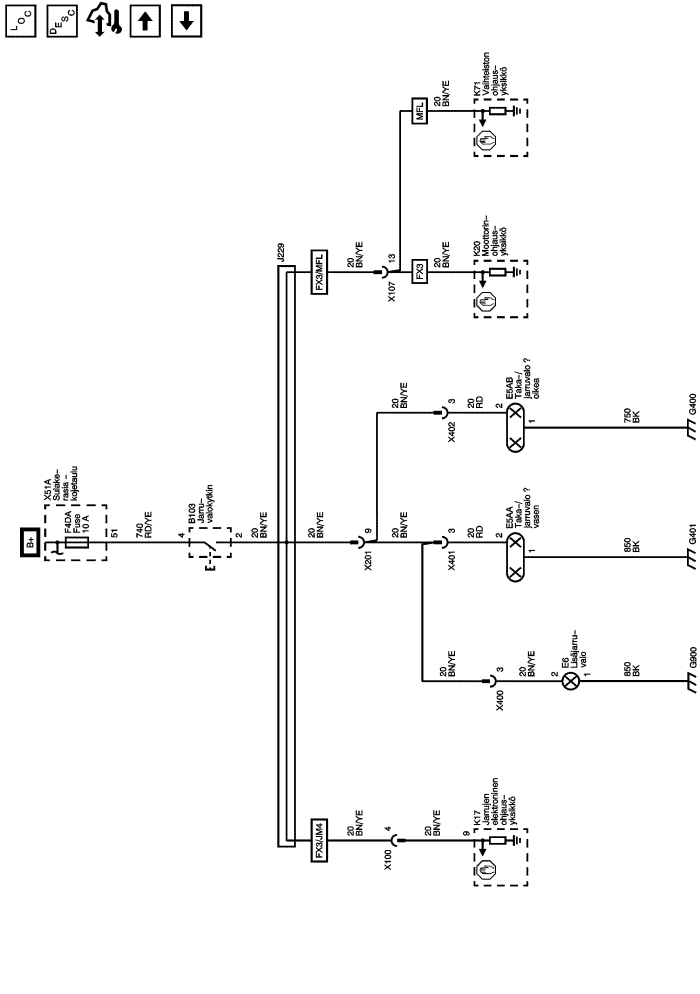 LOC
DESC
B+
X51A
Sulake-
rasia -
kojetaulu
F4DA
Fuse
10 A
51
740
RD/YE
4
B103
Jarru-
valokytkin
2
20
BN/YE
J229
FX3/JM4
FX3/MFL
20
BN/YE
20
BN/YE
20
BN/YE
4
X100
9
X201
13
X107
20
BN/YE
20
BN/YE
20
BN/YE
MFL
FX3
20
BN/YE
20
BN/YE
20
BN/YE
3
X401
3
X402
20
RD
20
RD
9
K17
Jarrujen
elektroninen
ohjaus-
yksikkö
K20
Moottorin-
ohjaus-
yksikkö
K71
Vaihteiston
ohjaus-
yksikkö
3
X400
20
BN/YE
2
E5AA
Taka-/
jarruvalo ?
vasen
1
2
E5AB
Taka-/
jarruvalo ?
oikea
1
2
E6
Lisäjarru-
valo
1
850
BK
850
BK
750
BK
G900
G401
G400